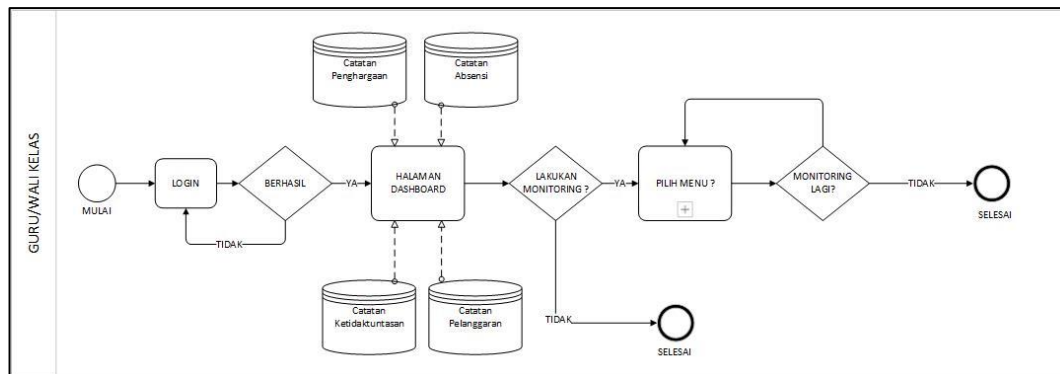 GURU/WALI KELAS
MULAI
LOGIN
BERHASIL
TIDAK
YA
Catatan
Penghargaan
Catatan
Absensi
HALAMAN
DASHBOARD
Catatan
Ketidaktuntasan
Catatan
Pelanggaran
LAKUKAN
MONITORING ?
YA
TIDAK
SELESAI
PILIH MENU ?
MONITORING
LAGI?
TIDAK
SELESAI